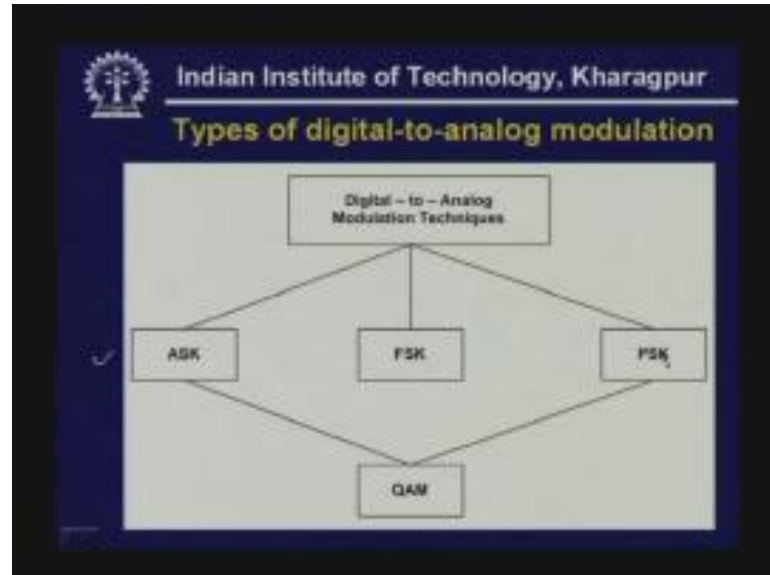 Indian Institute of Technology, Kharagpur
Types of digital-to-analog modulation
Digital – to – Analog
Modulation Techniques
ASK
FSK
PSK
QAM